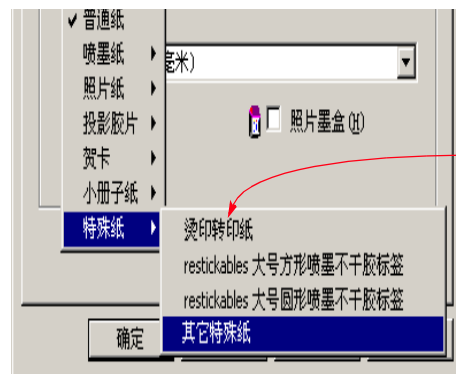 普通纸
喷墨纸
毫米)
照片纸
投影胶片
照片墨盒(H)
贺卡
小册子纸
特殊纸
烫印转印纸
restickables 大号方形喷墨不干胶标签
restickables 大号圆形喷墨不干胶标签
其它特殊纸
确定